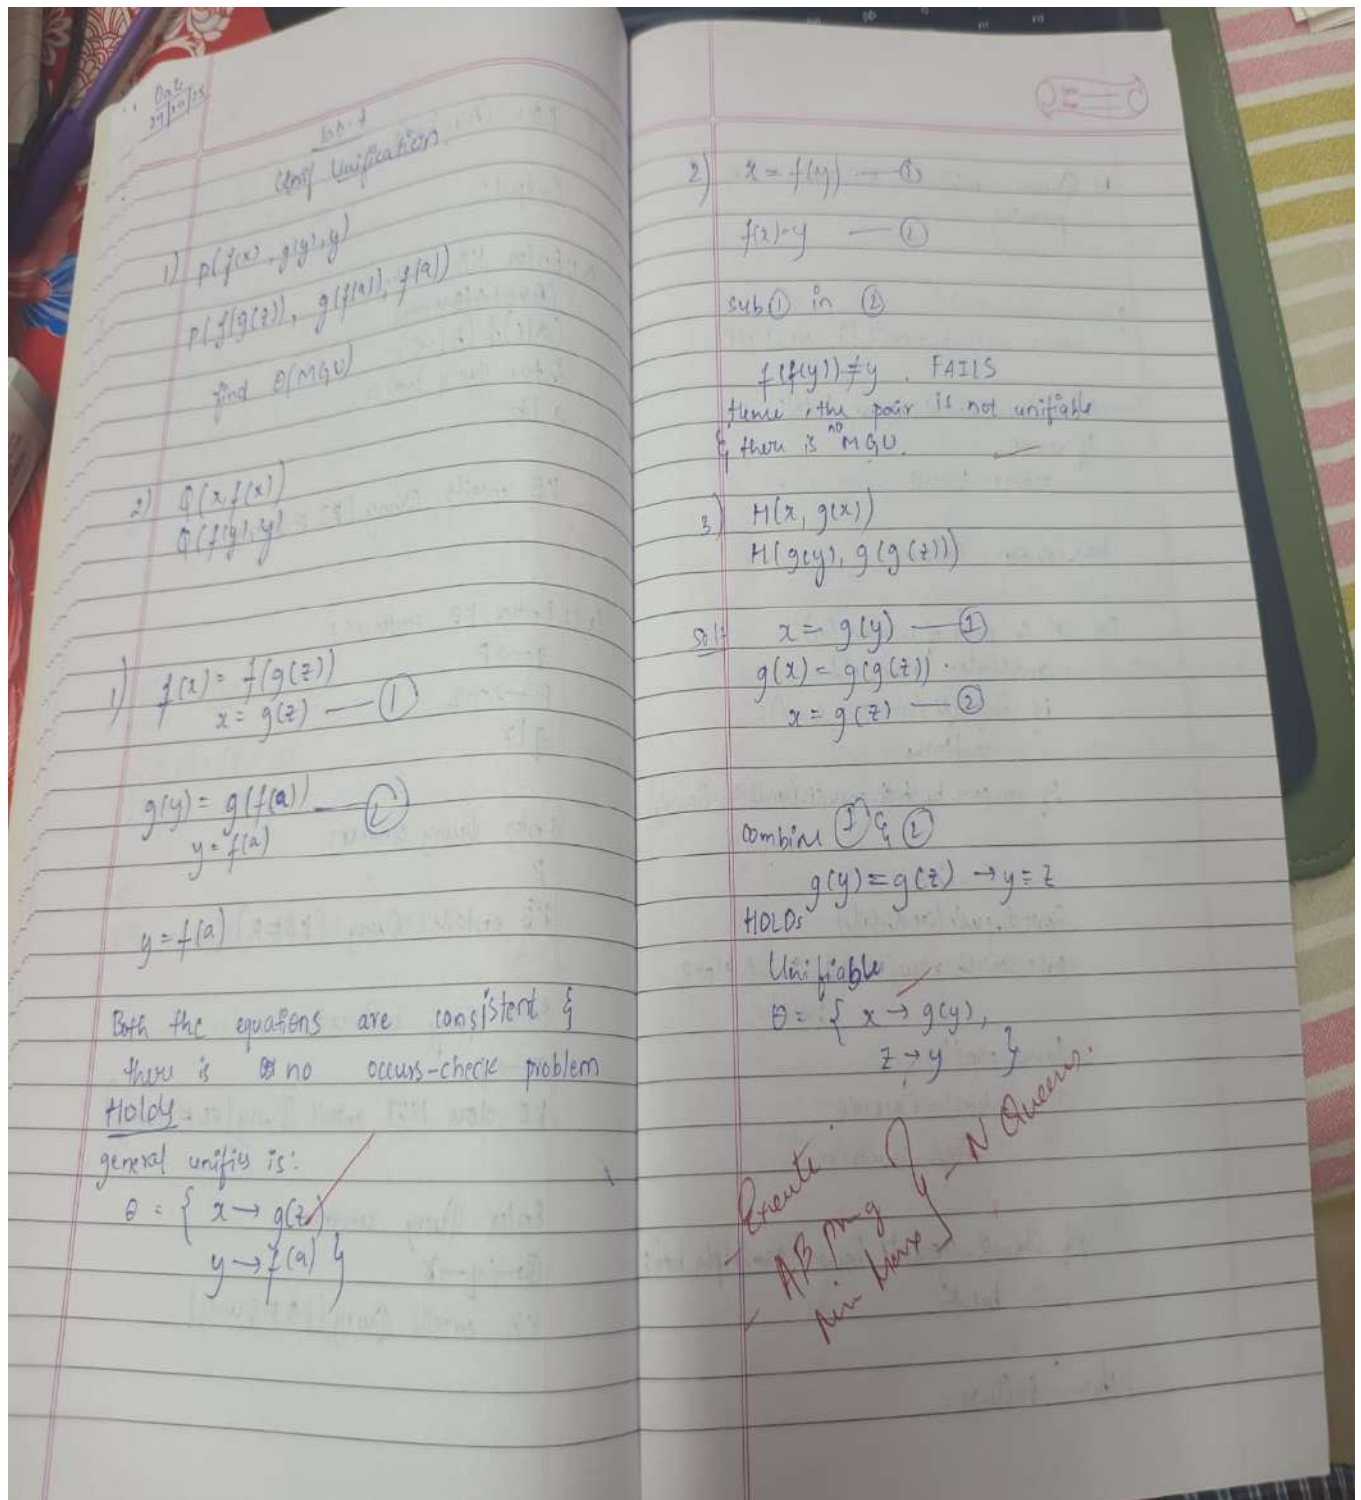 Date
Unification
1) p(f(x), g(y), y)
p(f(g(z)), g(f(a)), f(a))
find θ(MGU)
2) Q(x, f(x))
Q(f(y), y)
1) f(x) = f(g(z))
x = g(z) — ①
g(y) = g(f(a)) — ②
y = f(a)
y = f(a)
Both the equations are consistent &
there is no occurs-check problem
Holds
general unifier is:
θ = { x → g(z)
y → f(a) }
2) x = f(y) — ①
f(x)=y — ②
sub ① in ②
f(f(y)) ≠ y. FAILS
Hence, the pair is not unifiable
& there is no MGU.
3) H(x, g(x))
H(g(y), g(g(z)))
Sol: x = g(y) — ①
g(x) = g(g(z)).
x = g(z) — ②
Combine ① & ②
g(y) = g(z) → y = z
HOLDS
Unifiable
θ = { x → g(y),
z → y }
- Execute
- AB } - N Queens.
Min Max